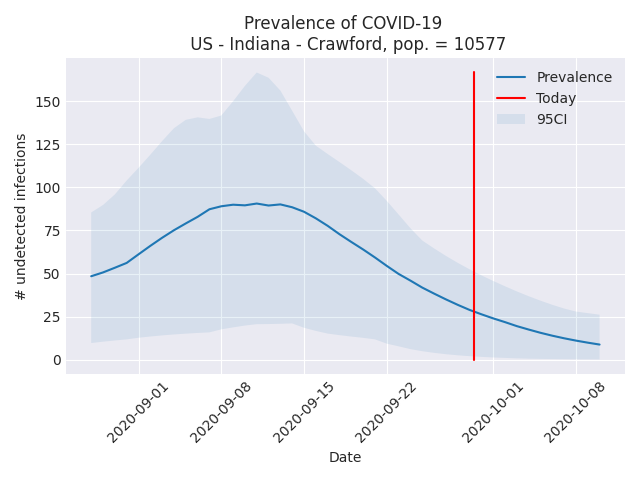 Prevalence of COVID-19
US - Indiana - Crawford, pop. = 10577
Prevalence
Today
95CI
# undetected infections
150
125
100
75
50
25
0
2020-09-01
2020-09-08
2020-09-15
2020-09-22
2020-10-01
2020-10-08
Date